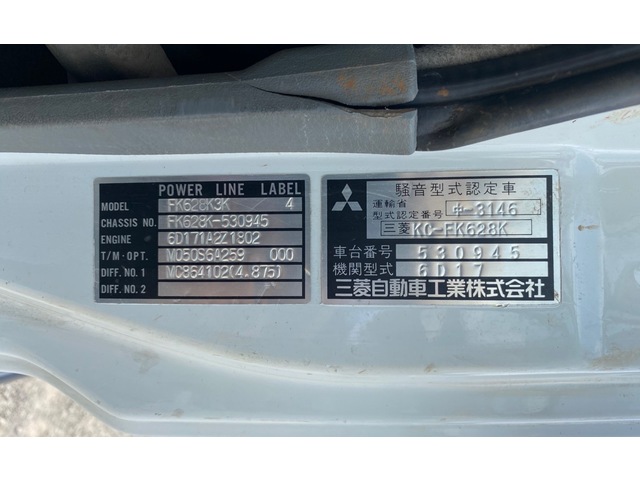 POWER LINE LABEL
MODEL FK628K3K 4
CHASSIS NO. FK628K-530945
ENGINE 6D171A2Z1802
T/M·OPT. M050S6A259 000
DIFF. NO. 1 MC864102(4.875)
DIFF. NO. 2
騒音型式認定車
運輸省
型式認定番号 中-3146
三菱 KC-FK628K
車台番号 530945
機関型式 6D17
三菱自動車工業株式会社